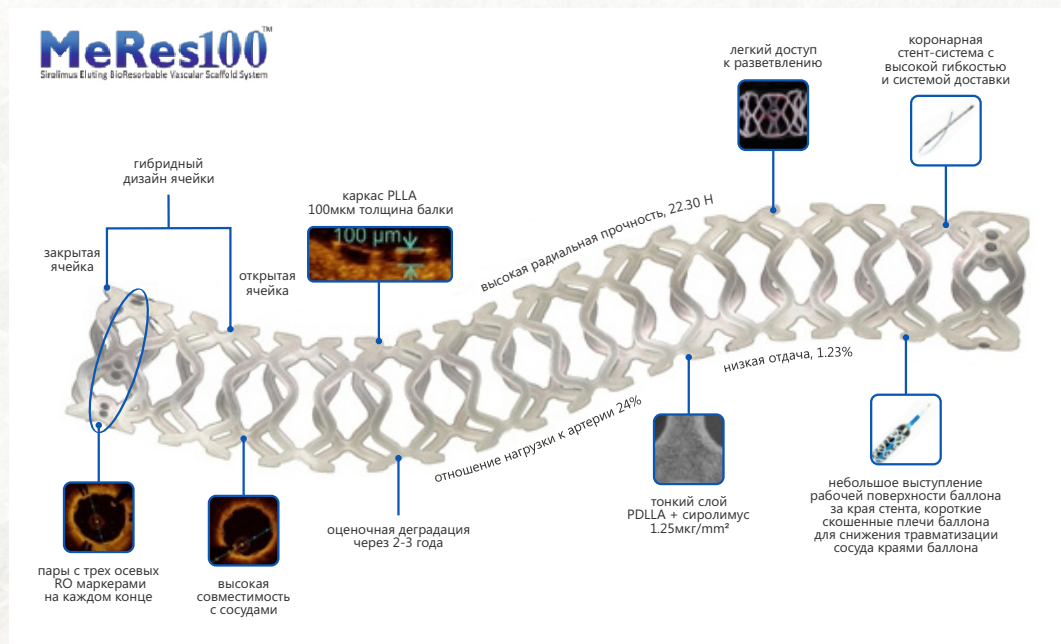 MeRes100™
Sirolimus Eluting BioResorbable Vascular Scaffold System
легкий доступ
к разветвлению
коронарная
стент-система с
высокой гибкостью
и системой доставки
гибридный
дизайн ячейки
каркас PLLA
100мкм толщина балки
100 µm
высокая радиальная прочность, 22.30 Н
закрытая
ячейка
открытая
ячейка
низкая отдача, 1.23%
отношение нагрузки к артерии 24%
пары с трех осевых
RO маркерами
на каждом конце
высокая
совместимость
с сосудами
оценочная деградация
через 2-3 года
тонкий слой
PDLLA + сиролимус
1.25мкг/mm²
небольшое выступление
рабочей поверхности баллона
за края стента, короткие
скошенные плечи баллона
для снижения травматизации
сосуда краями баллона